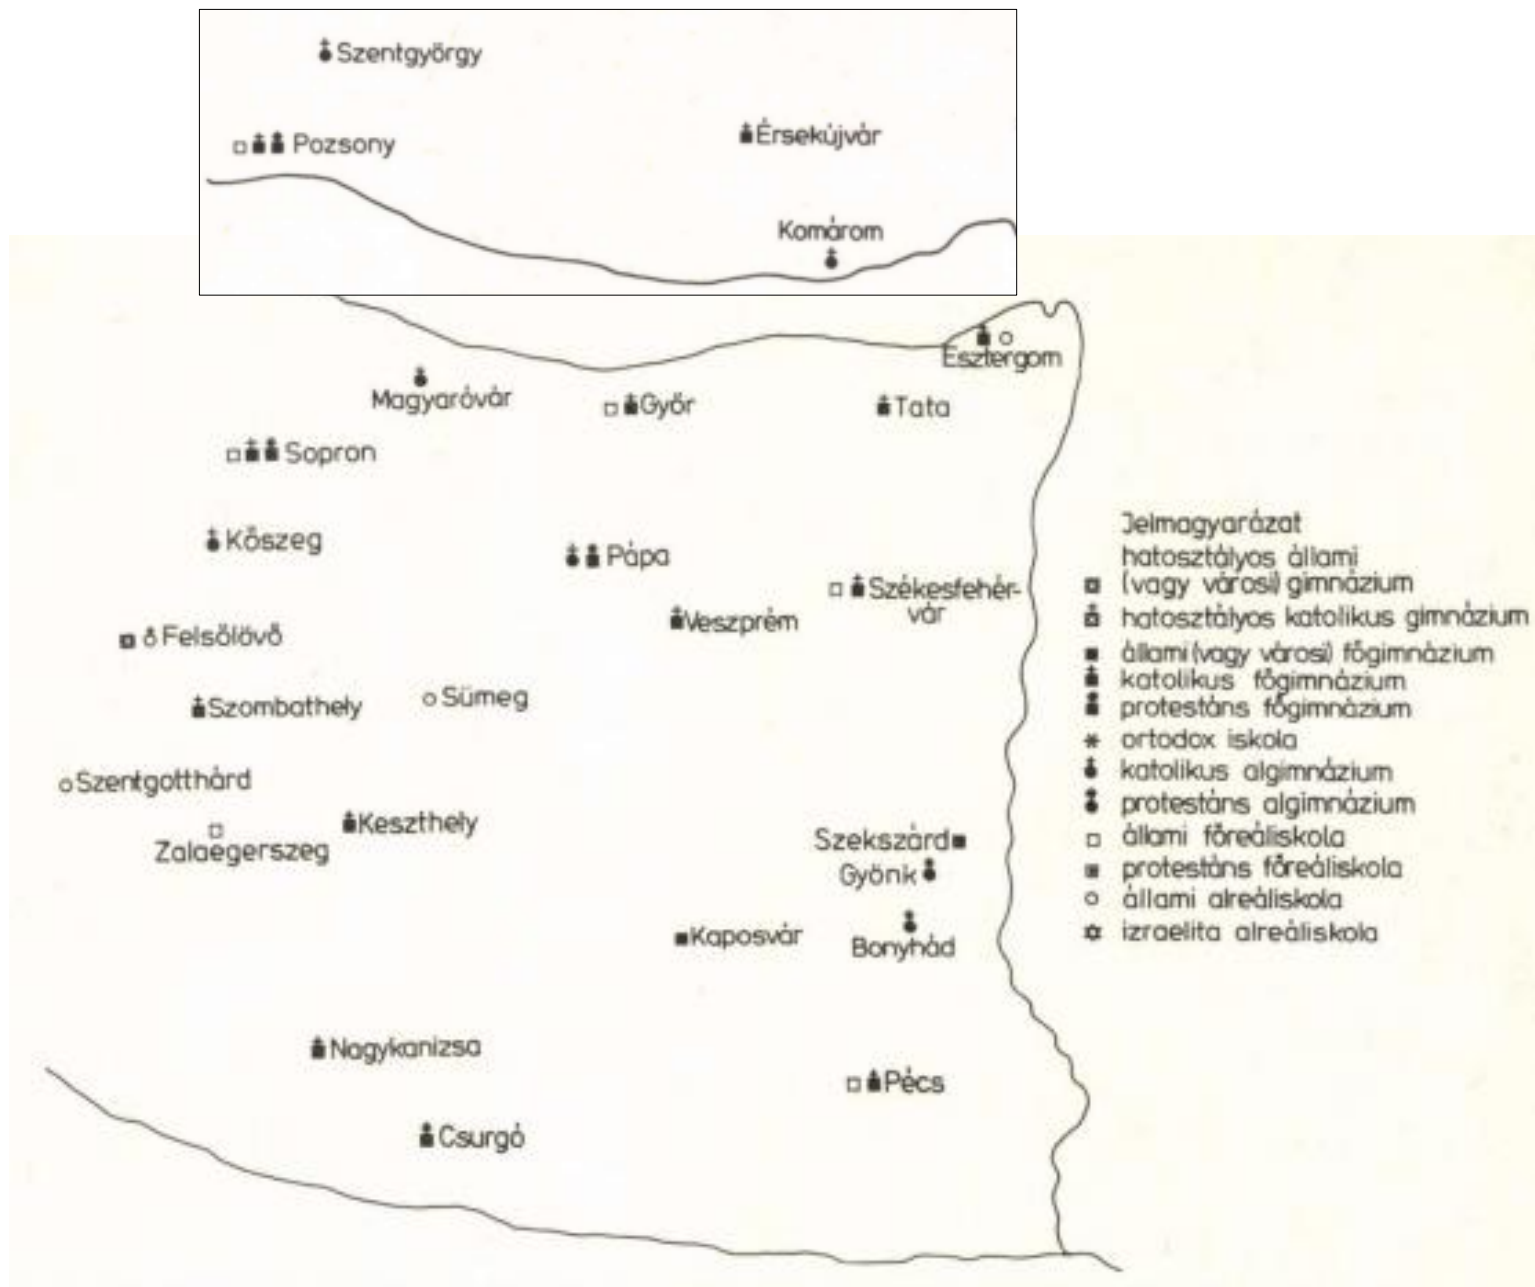 Szentgyörgy
Pozsony
Érsekújvár
Komárom
Esztergom
Magyaróvár
Győr
Tata
Sopron
Kőszeg
Pápa
Székesfehér-
vár
Veszprém
Felsőlövő
Szombathely
Sümeg
Szentgotthárd
Zalaegerszeg
Keszthely
Szekszárd
Gyönk
Kaposvár
Bonyhád
Nagykanizsa
Pécs
Csurgó
Jelmagyarázat
hatosztályos állami
(vagy városi) gimnázium
hatosztályos katolikus gimnázium
állami (vagy városi) főgimnázium
katolikus főgimnázium
protestáns főgimnázium
ortodox iskola
katolikus algimnázium
protestáns algimnázium
állami főreáliskola
protestáns főreáliskola
állami alreáliskola
izraelita alreáliskola